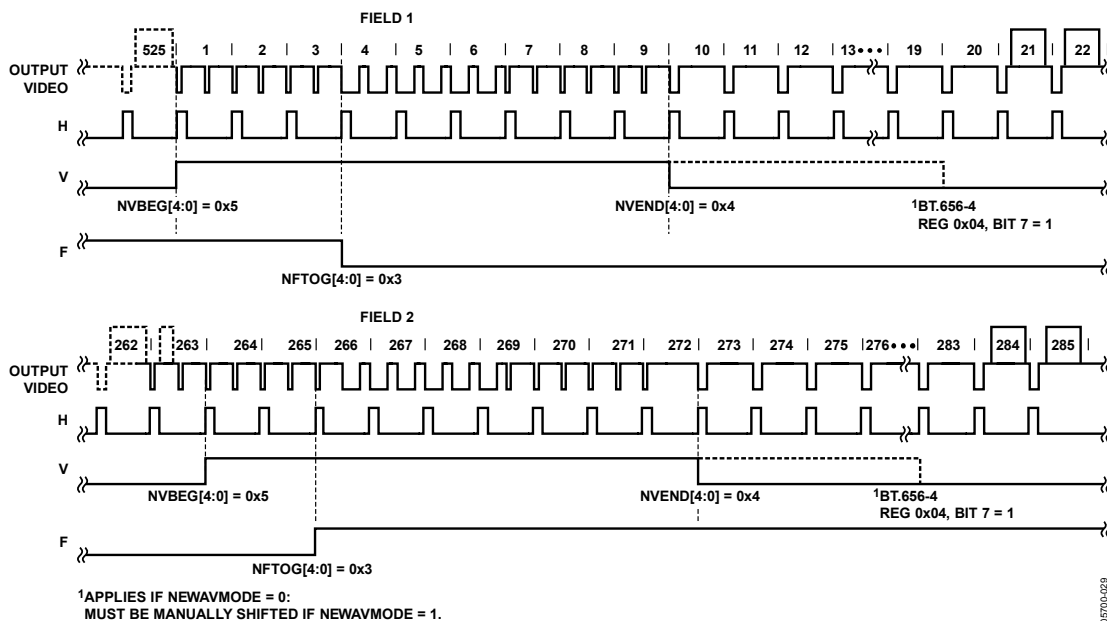 FIELD 1
525 1 2 3 4 5 6 7 8 9 10 11 12 13••• 19 20 21 22
OUTPUT
VIDEO
H
V
NVBEG[4:0] = 0x5 NVEND[4:0] = 0x4 1BT.656-4
REG 0x04, BIT 7 = 1
F
NFTOG[4:0] = 0x3
FIELD 2
262 263 264 265 266 267 268 269 270 271 272 273 274 275 276••• 283 284 285
OUTPUT
VIDEO
H
V
NVBEG[4:0] = 0x5 NVEND[4:0] = 0x4 1BT.656-4
REG 0x04, BIT 7 = 1
F
NFTOG[4:0] = 0x3
1APPLIES IF NEWAVMODE = 0:
MUST BE MANUALLY SHIFTED IF NEWAVMODE = 1.
05700-029